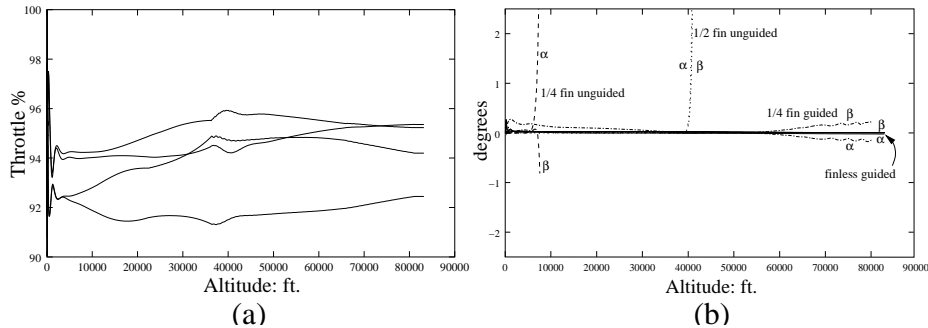 100
98
96
94
92
90
Throttle %
0
10000
20000
30000
40000
50000
60000
70000
80000
90000
Altitude: ft.
(a)
2
1
0
-1
-2
degrees
1/2 fin unguided
α
α
β
1/4 fin unguided
1/4 fin guided
β
β
α
α
β
finless guided
0
10000
20000
30000
40000
50000
60000
70000
80000
90000
Altitude: ft.
(b)